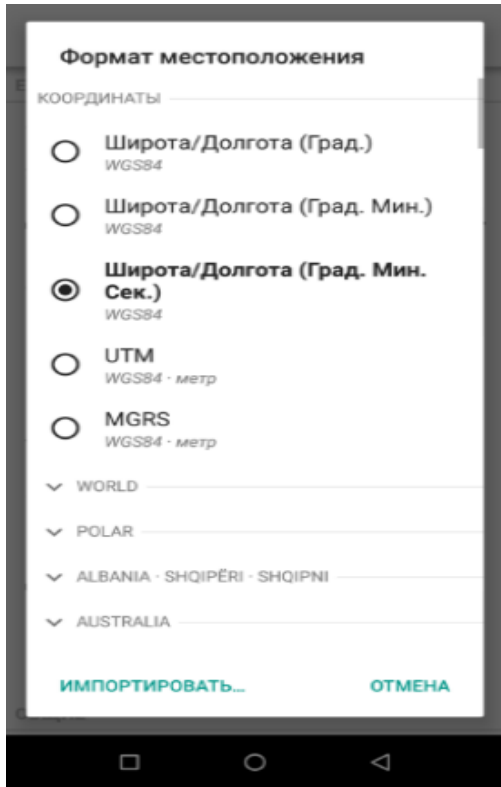 Формат местоположения
КООРДИНАТЫ
Широта/Долгота (Град.)
WGS84
Широта/Долгота (Град. Мин.)
WGS84
Широта/Долгота (Град. Мин.
Сек.)
WGS84
UTM
WGS84 · метр
MGRS
WGS84 · метр
WORLD
POLAR
ALBANIA · SHQIPËRI · SHQIPNI
AUSTRALIA
ИМПОРТИРОВАТЬ... ОТМЕНА